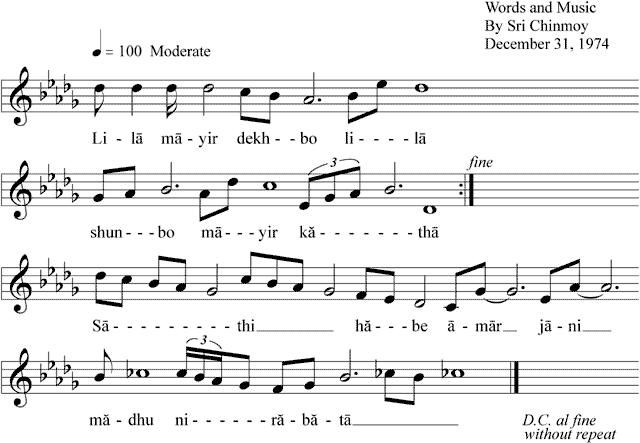 Words and Music
By Sri Chinmoy
December 31, 1974
= 100 Moderate
Li - lā mā - yir dekh - - bo li - - - - lā
3
fine
shun - - - bo mā - - - yir kă - - - - - - - thā
Sā - - - - - - - - thi hă - - - be ā - mār jā - ni
3
mă - dhu ni - - - - - - ră - bă - tā
D.C. al fine
without repeat